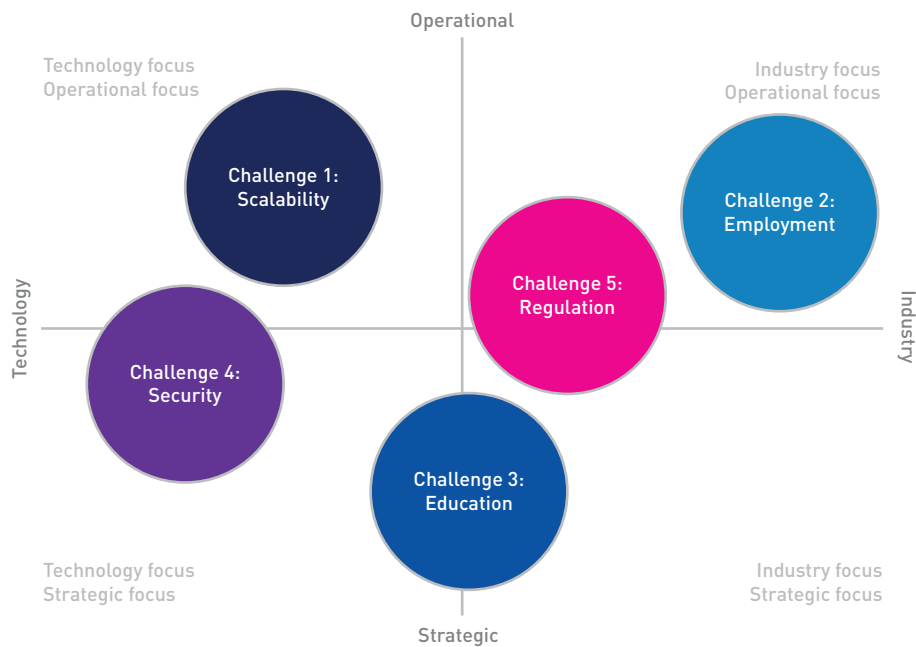 Operational
Technology focus
Operational focus
Industry focus
Operational focus
Challenge 1:
Scalability
Challenge 2:
Employment
Challenge 5:
Regulation
Technology
Industry
Challenge 4:
Security
Challenge 3:
Education
Technology focus
Strategic focus
Industry focus
Strategic focus
Strategic